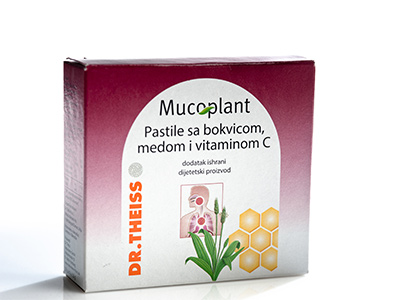 Mucoplant
Pastile sa bokvicom,
medom i vitaminom C
dodatak ishrani
dijetetski proizvod
DR.THEISS